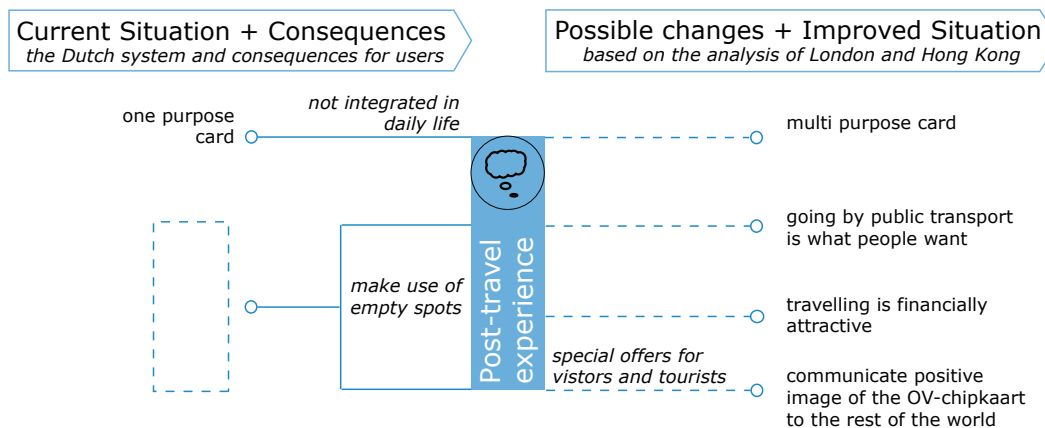 Current Situation + Consequences
the Dutch system and consequences for users
Possible changes + Improved Situation
based on the analysis of London and Hong Kong
one purpose
card
not integrated in
daily life
multi purpose card
going by public transport
is what people want
make use of
empty spots
Post-travel
experience
travelling is financially
attractive
special offers for
vistors and tourists
communicate positive
image of the OV-chipkaart
to the rest of the world